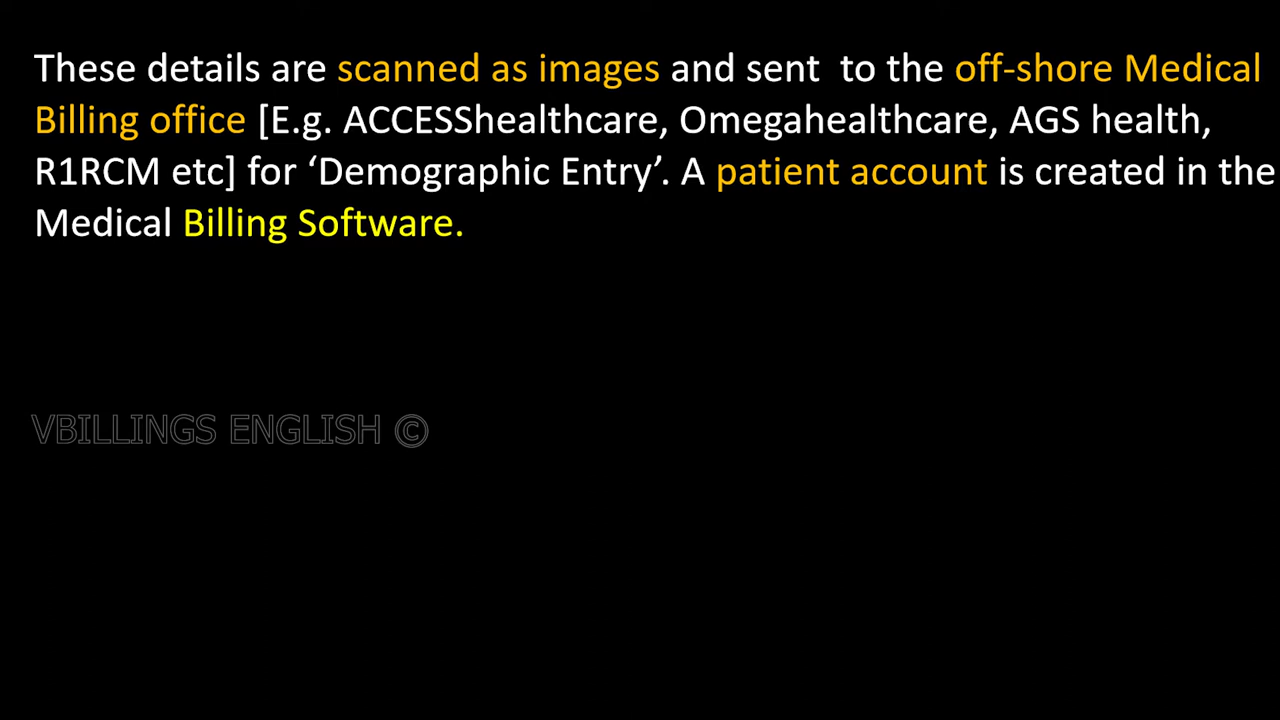 These details are scanned as images and sent  to the off-shore Medical
Billing office [E.g. ACCESShealthcare, Omegahealthcare, AGS health,
R1RCM etc] for ‘Demographic Entry’. A patient account is created in the
Medical Billing Software.
VBILLINGS ENGLISH ©